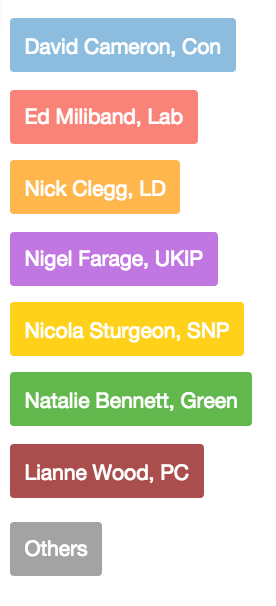 David Cameron, Con
Ed Miliband, Lab
Nick Clegg, LD
Nigel Farage, UKIP
Nicola Sturgeon, SNP
Natalie Bennett, Green
Lianne Wood, PC
Others